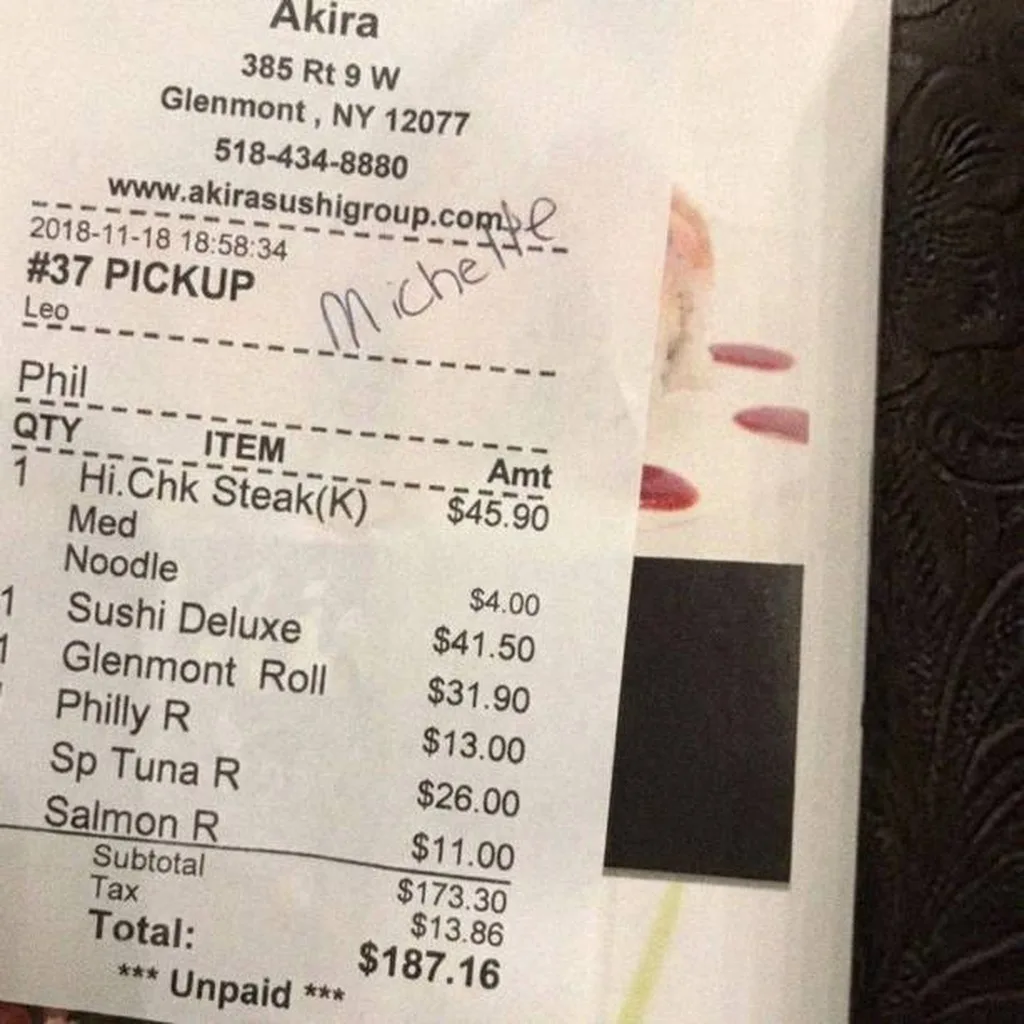 Akira
385 Rt 9 W
Glenmont , NY 12077
518-434-8880
www.akirasushigroup.com
2018-11-18 18:58:34
#37 PICKUP
Michelle
Leo
Phil
QTY ITEM Amt
1 Hi.Chk Steak(K) $45.90
Med
Noodle $4.00
1 Sushi Deluxe $41.50
1 Glenmont Roll $31.90
Philly R $13.00
Sp Tuna R $26.00
Salmon R $11.00
Subtotal $173.30
Tax $13.86
Total: $187.16
*** Unpaid ***